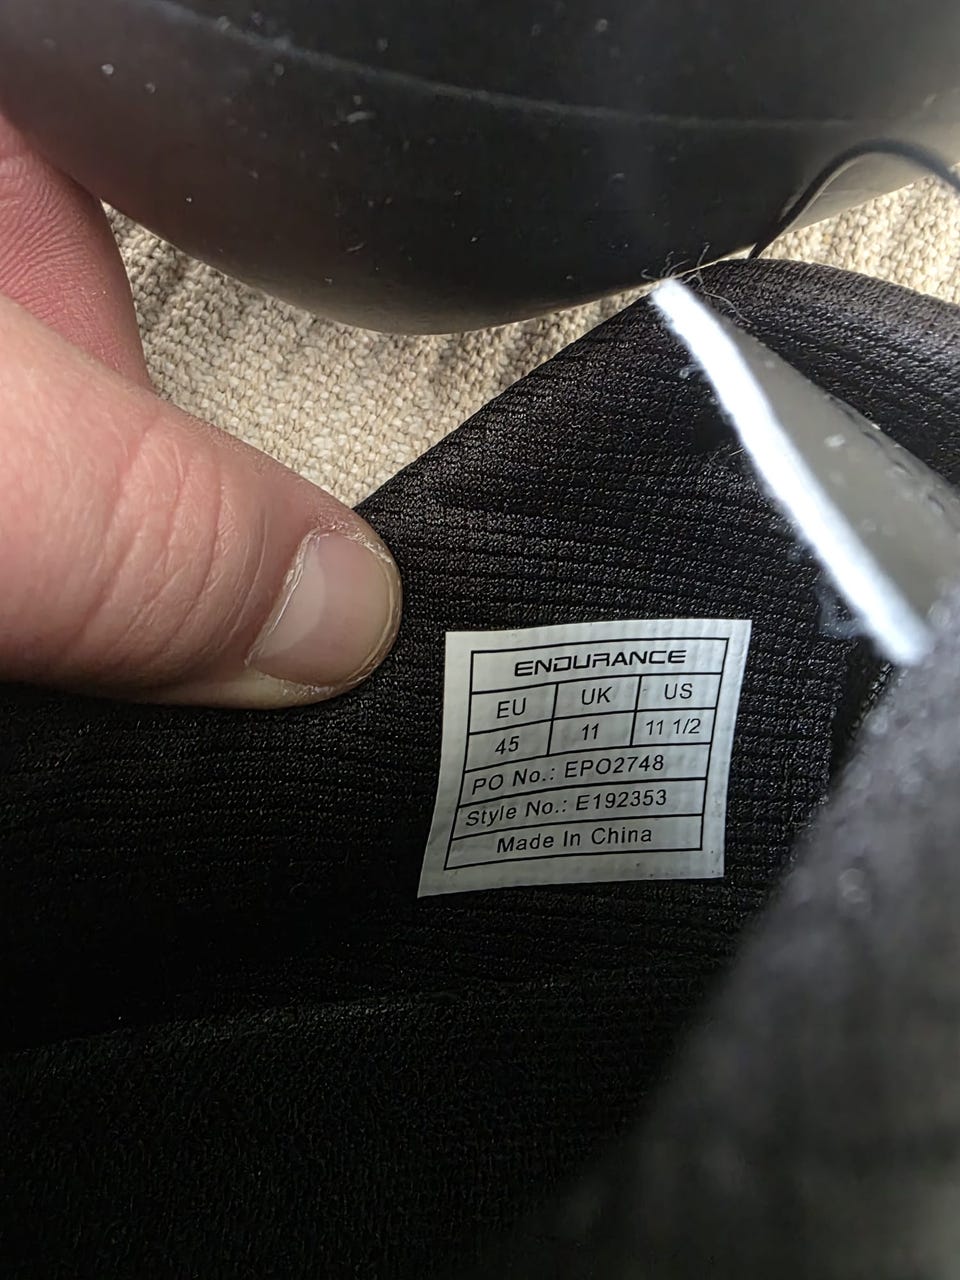 ENDURANCE
EU UK US
45 11 11 1/2
PO No.: EPO2748
Style No.: E192353
Made In China